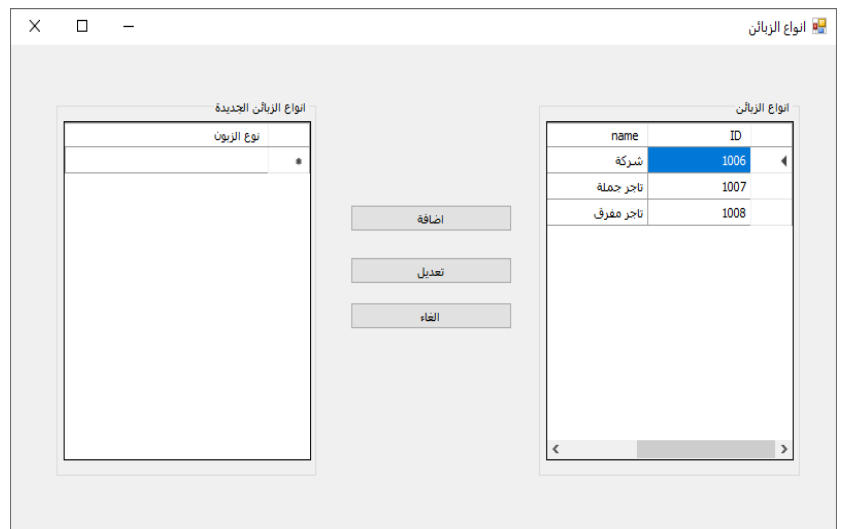 انواع الزبائن
انواع الزبائن
ID name
1006 شركة
1007 تاجر جملة
1008 تاجر مفرق
اضافة
تعديل
الغاء
انواع الزبائن الجديدة
نوع الزبون